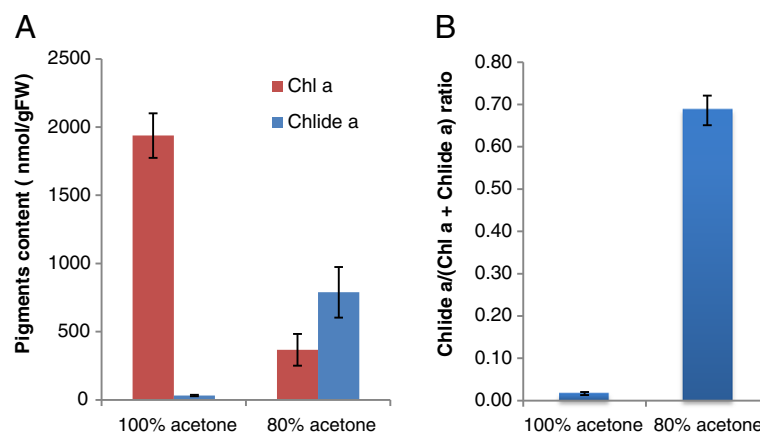 A
Pigments content ( nmol/gFW)
2500
2000
1500
1000
500
0
Chl a
Chlide a
100% acetone 80% acetone
B
Chlide a/(Chl a + Chlide a) ratio
0.80
0.70
0.60
0.50
0.40
0.30
0.20
0.10
0.00
100% acetone 80% acetone